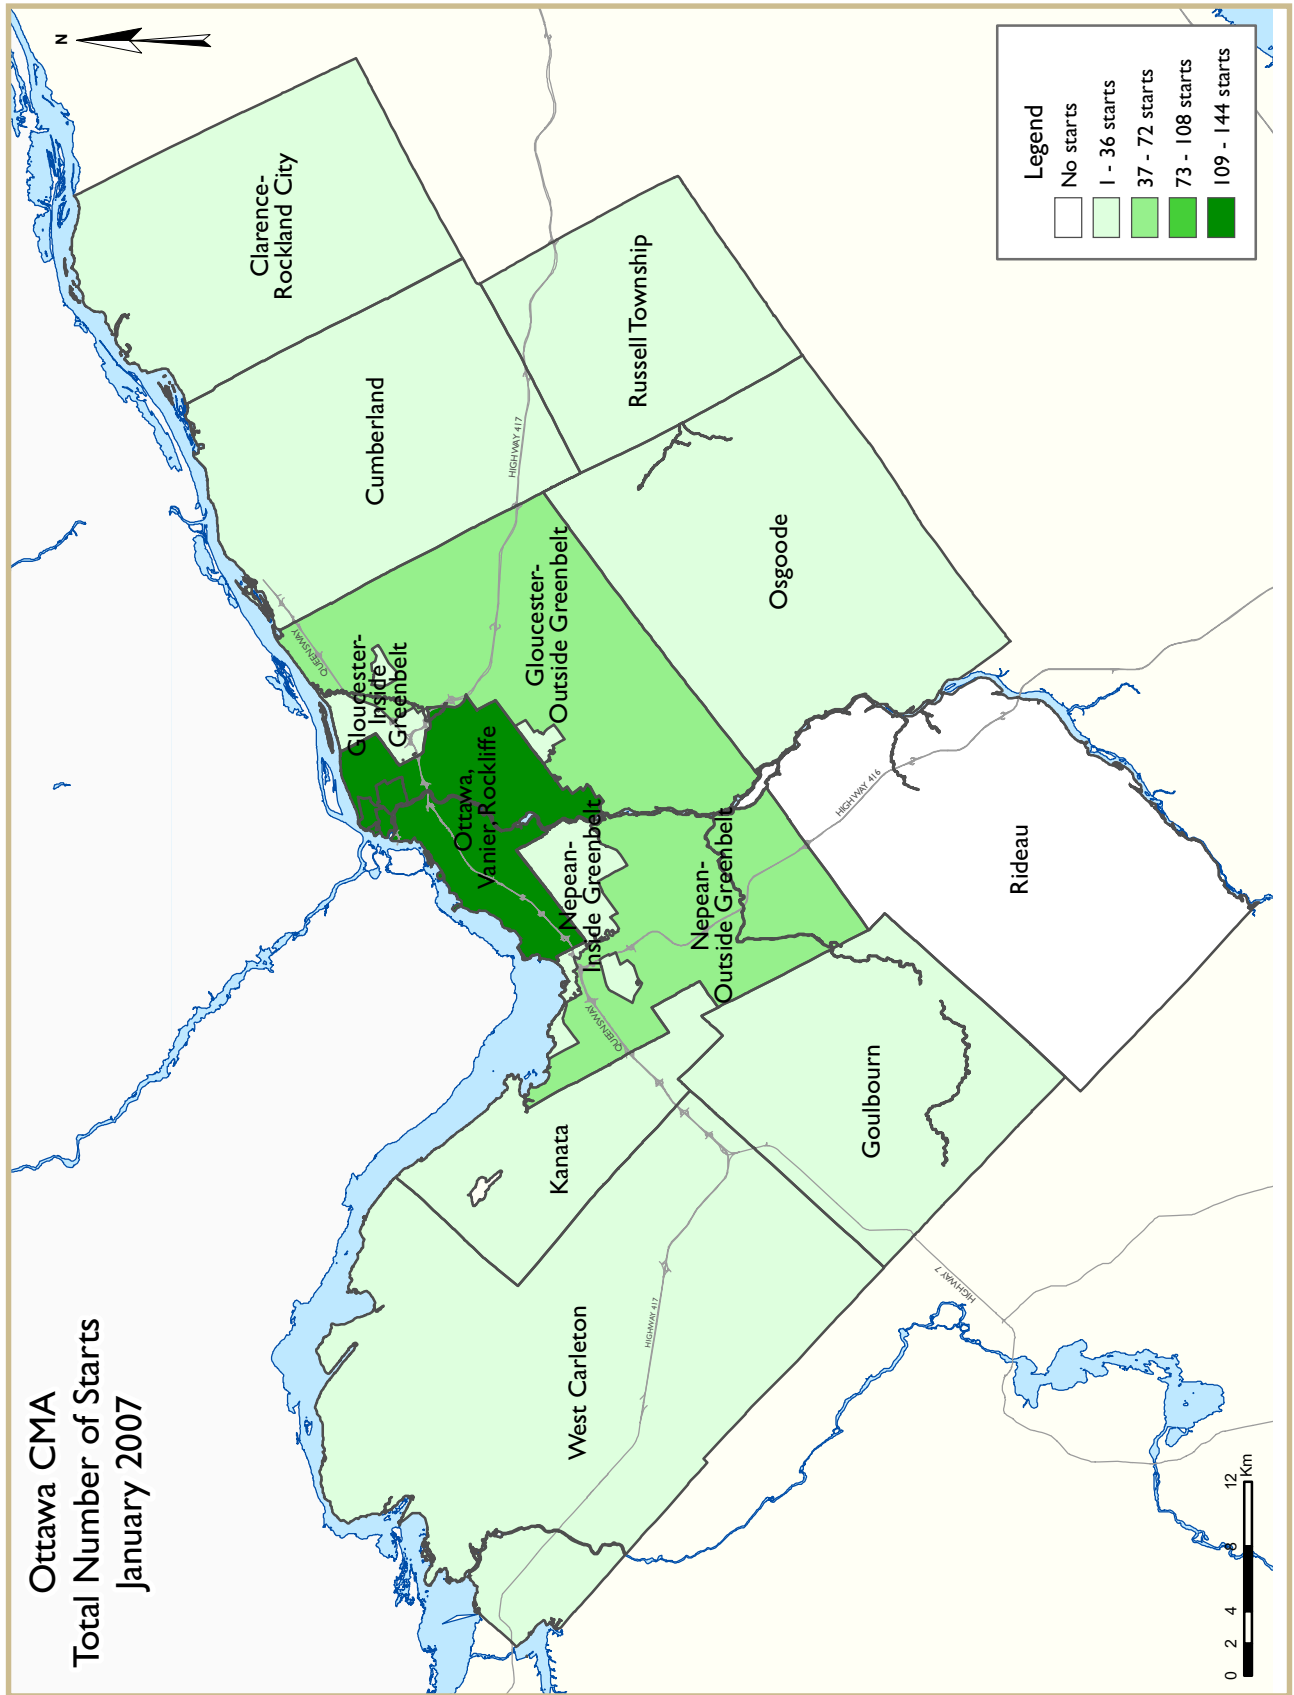 Ottawa CMA
Total Number of Starts
January 2007
N
Clarence-
Rockland City
Cumberland
Russell Township
HIGHWAY 417
Osgoode
QUEENSWAY
Gloucester-
Inside
Greenbelt
Gloucester-
Outside Greenbelt
Ottawa,
Vanier, Rockliffe
Nepean-
Inside Greenbelt
Nepean-
Outside Greenbelt
HIGHWAY 416
Rideau
QUEENSWAY
Kanata
Goulbourn
West Carleton
HIGHWAY 417
HIGHWAY 7
Legend
No starts
1 - 36 starts
37 - 72 starts
73 - 108 starts
109 - 144 starts
0 2 4 8 12
Km